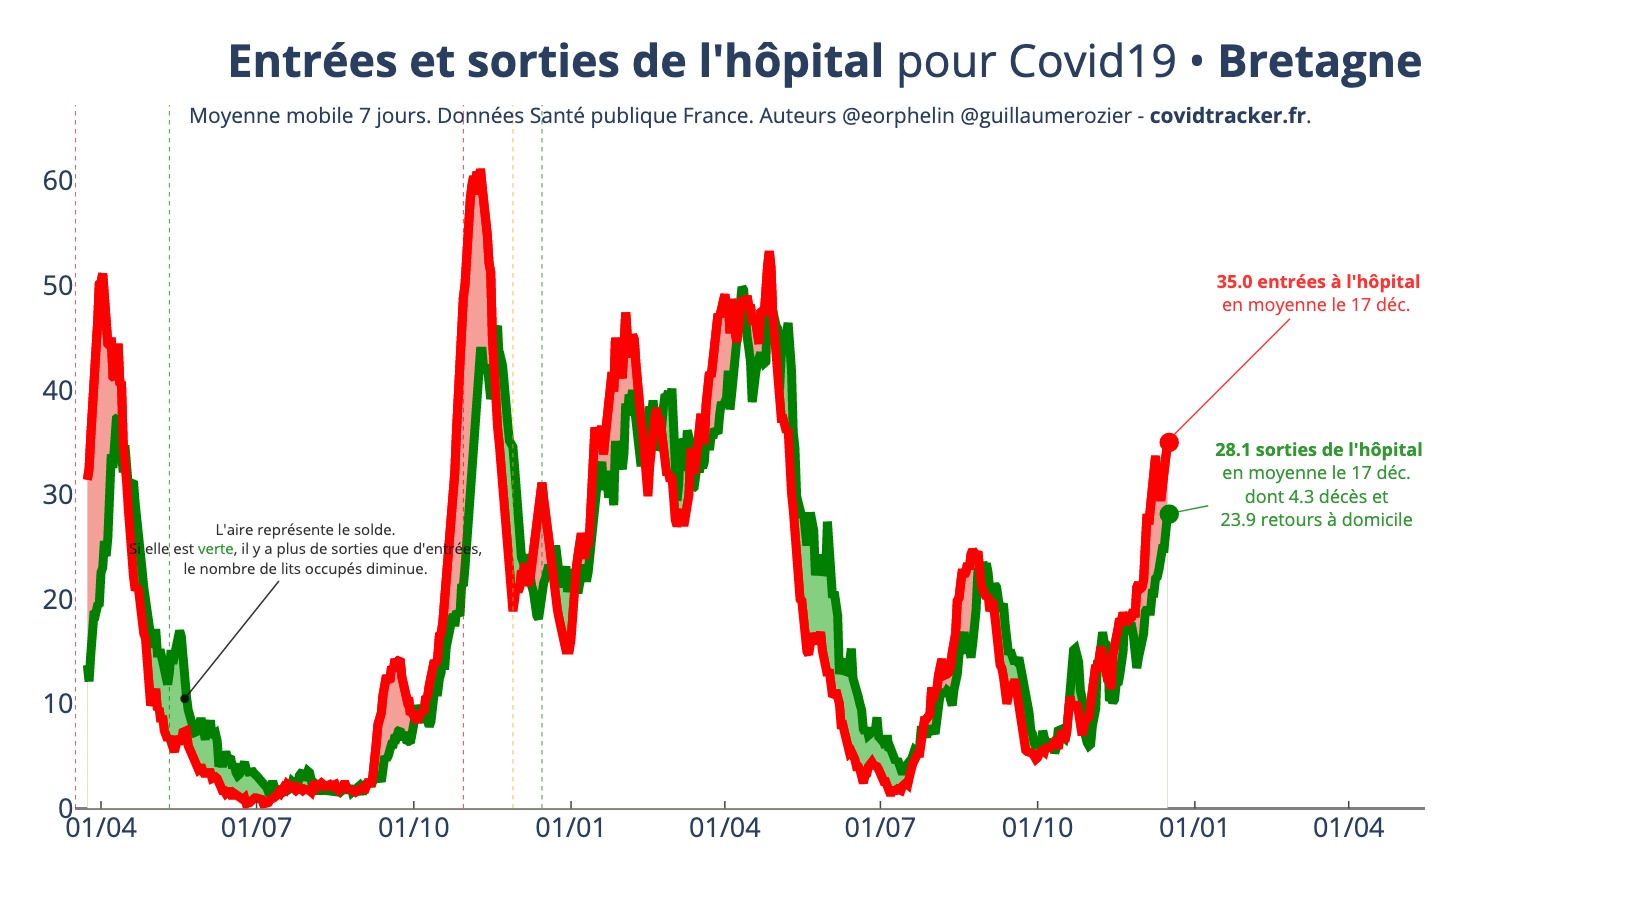 Entrées et sorties de l'hôpital pour Covid19 • Bretagne
Moyenne mobile 7 jours. Données Santé publique France. Auteurs @eorphelin @guillaumerozier - covidtracker.fr.
60
50
40
30
20
10
0
35.0 entrées à l'hôpital
en moyenne le 17 déc.
28.1 sorties de l'hôpital
en moyenne le 17 déc.
dont 4.3 décès et
23.9 retours à domicile
L'aire représente le solde.
Si elle est verte, il y a plus de sorties que d'entrées,
le nombre de lits occupés diminue.
01/04 01/07 01/10 01/01 01/04 01/07 01/10 01/01 01/04